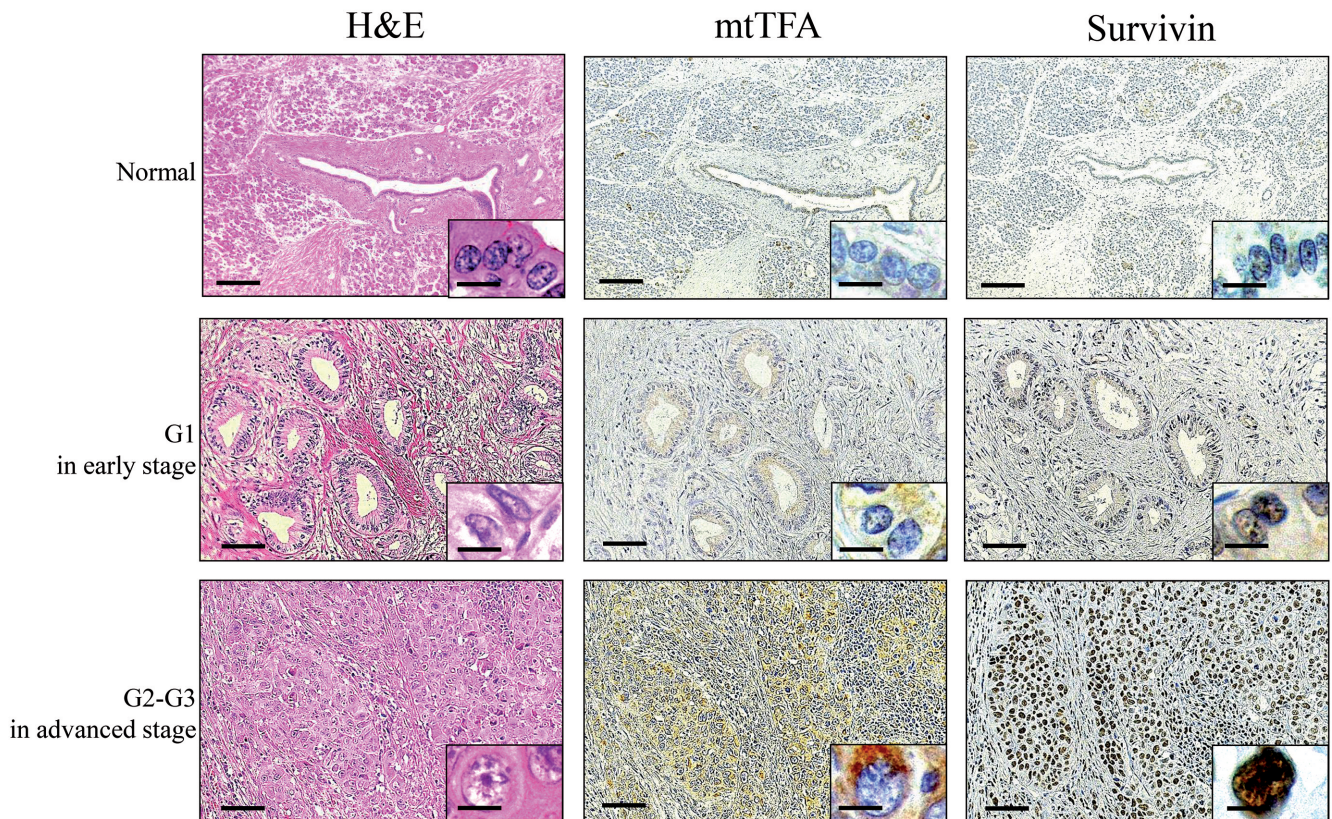 H&E
mtTFA
Survivin
Normal
G1
in early stage
G2-G3
in advanced stage